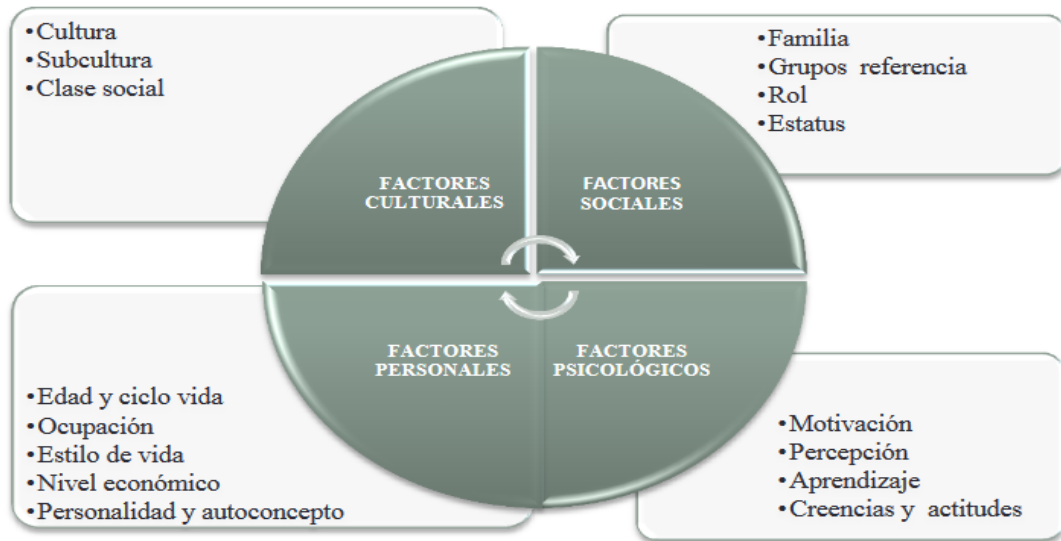 •Cultura
•Subcultura
•Clase social
•Familia
•Grupos referencia
•Rol
•Estatus
FACTORES
CULTURALES
FACTORES
SOCIALES
FACTORES
PERSONALES
FACTORES
PSICOLÓGICOS
•Edad y ciclo vida
•Ocupación
•Estilo de vida
•Nivel económico
•Personalidad y autoconcepto
•Motivación
•Percepción
•Aprendizaje
•Creencias y actitudes